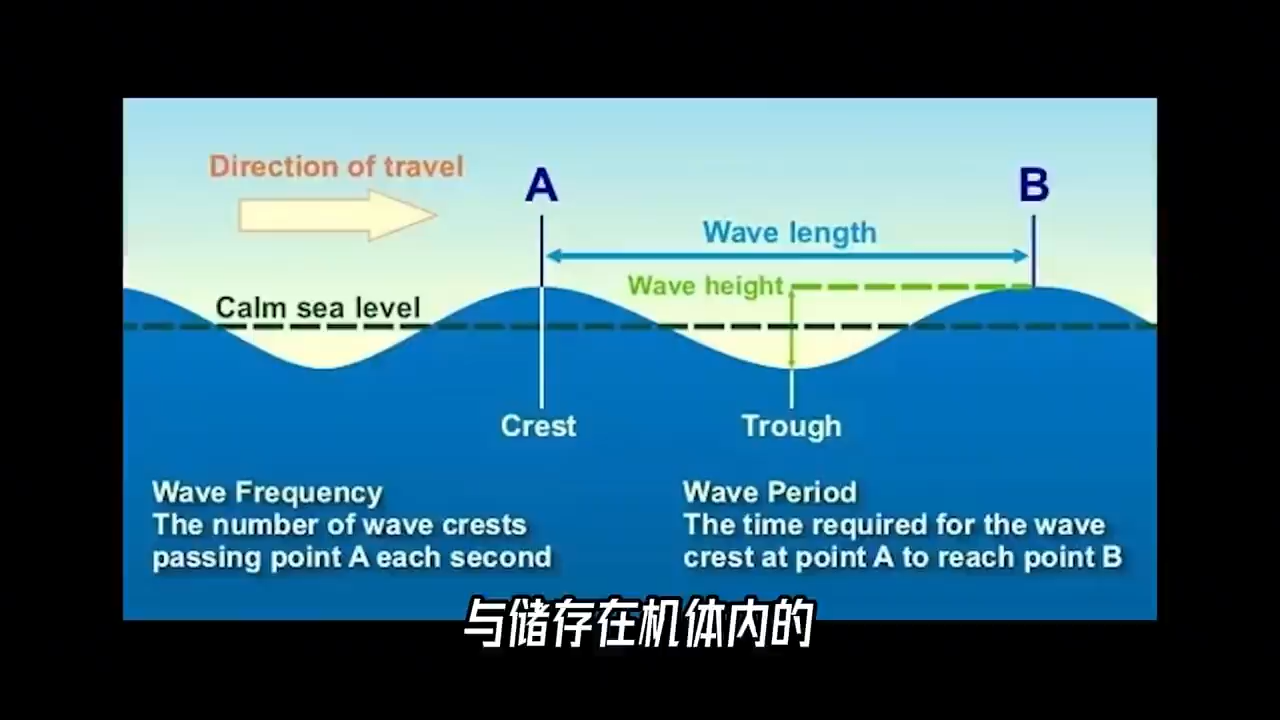 Direction of travel
A
B
Wave length
Wave height
Calm sea level
Crest
Trough
Wave Frequency
The number of wave crests
passing point A each second
Wave Period
The time required for the wave
crest at point A to reach point B
与储存在机体内的